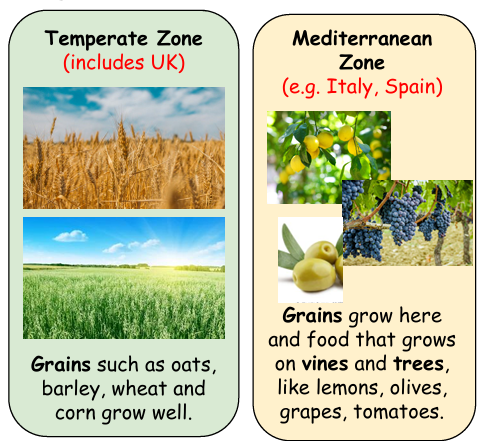 Temperate Zone
(includes UK)
Grains such as oats,
barley, wheat and
corn grow well.
Mediterranean
Zone
(e.g. Italy, Spain)
Grains grow here
and food that grows
on vines and trees,
like lemons, olives,
grapes, tomatoes.